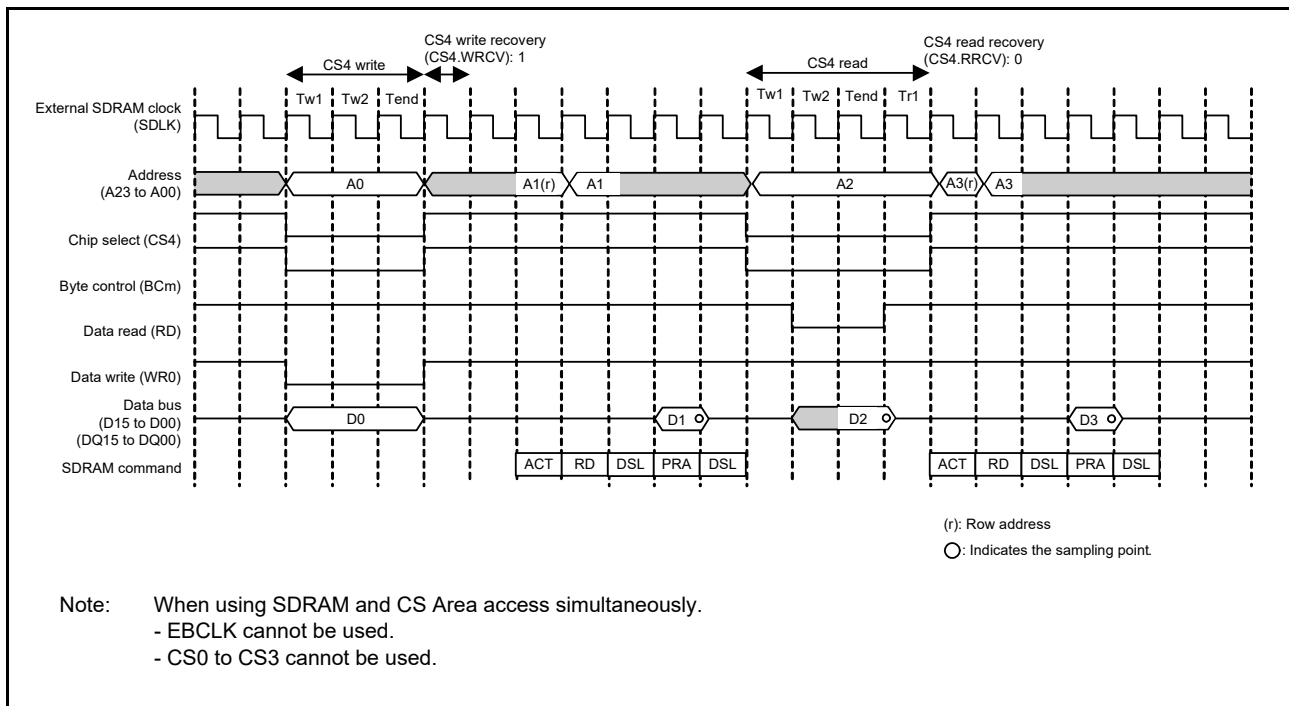 CS4 write recovery
(CS4.WRCV): 1
CS4 read recovery
(CS4.RRCV): 0
CS4 write
CS4 read
Tw1 Tw2 Tend Tw1 Tw2 Tend Tr1
External SDRAM clock
(SDLK)
Address
(A23 to A00)
A0 A1(r) A1 A2 A3(r) A3
Chip select (CS4)
Byte control (BCm)
Data read (RD)
Data write (WR0)
Data bus
(D15 to D00)
(DQ15 to DQ00)
D0 D1 D2 D3
SDRAM command
ACT RD DSL PRA DSL ACT RD DSL PRA DSL
(r): Row address
: Indicates the sampling point.
Note: When using SDRAM and CS Area access simultaneously.
- EBCLK cannot be used.
- CS0 to CS3 cannot be used.